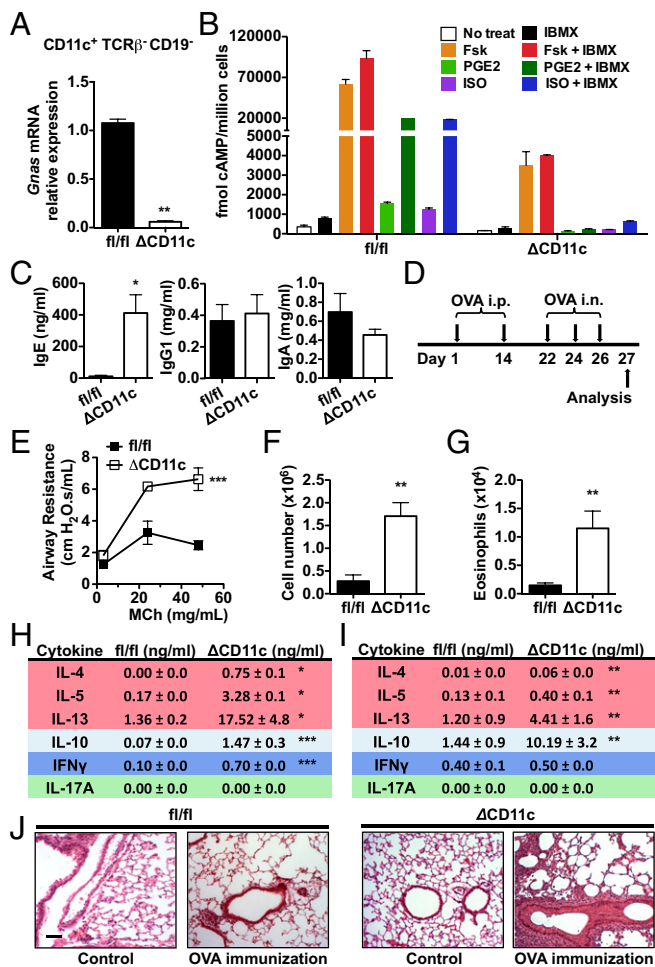 A
CD11c+ TCRβ- CD19-
Gnas mRNA
relative expression
1.5
1.0
0.5
0.0
**
fl/fl ΔCD11c
B
No treat IBMX
Fsk Fsk + IBMX
PGE2 PGE2 + IBMX
ISO ISO + IBMX
fmol cAMP/million cells
120000
70000
20000
5000
4000
3000
2000
1000
0
fl/fl ΔCD11c
C
IgE (ng/ml)
600
400
200
0
*
fl/fl
ΔCD11c
IgG1 (ng/ml)
0.6
0.4
0.2
0.0
fl/fl
ΔCD11c
IgA (mg/ml)
1.0
0.8
0.6
0.4
0.2
0.0
fl/fl
ΔCD11c
D
OVA i.p. OVA i.n.
Day 1 14 22 24 26 27
Analysis
E
fl/fl
ΔCD11c
Airway Resistance
(cm H2O.s/mL)
8
6
4
2
0
***
0 20 40 60
MCh (mg/mL)
F
Cell number (x10^6)
2.5
2.0
1.5
1.0
0.5
0.0
**
fl/fl ΔCD11c
G
Eosinophils (x10^4)
2.0
1.5
1.0
0.5
0.0
**
fl/fl ΔCD11c
H
Cytokine fl/fl (ng/ml) ΔCD11c (ng/ml)
IL-4 0.00 ± 0.0 0.75 ± 0.1 *
IL-5 0.17 ± 0.0 3.28 ± 0.1 *
IL-13 1.36 ± 0.2 17.52 ± 4.8 *
IL-10 0.07 ± 0.0 1.47 ± 0.3 ***
IFNγ 0.10 ± 0.0 0.70 ± 0.0 ***
IL-17A 0.00 ± 0.0 0.00 ± 0.0
I
Cytokine fl/fl (ng/ml) ΔCD11c (ng/ml)
IL-4 0.01 ± 0.0 0.06 ± 0.0 **
IL-5 0.13 ± 0.1 0.40 ± 0.1 **
IL-13 1.20 ± 0.9 4.41 ± 1.6 **
IL-10 1.44 ± 0.9 10.19 ± 3.2 **
IFNγ 0.40 ± 0.1 0.50 ± 0.0
IL-17A 0.00 ± 0.0 0.00 ± 0.0
J
fl/fl ΔCD11c
Control OVA immunization Control OVA immunization